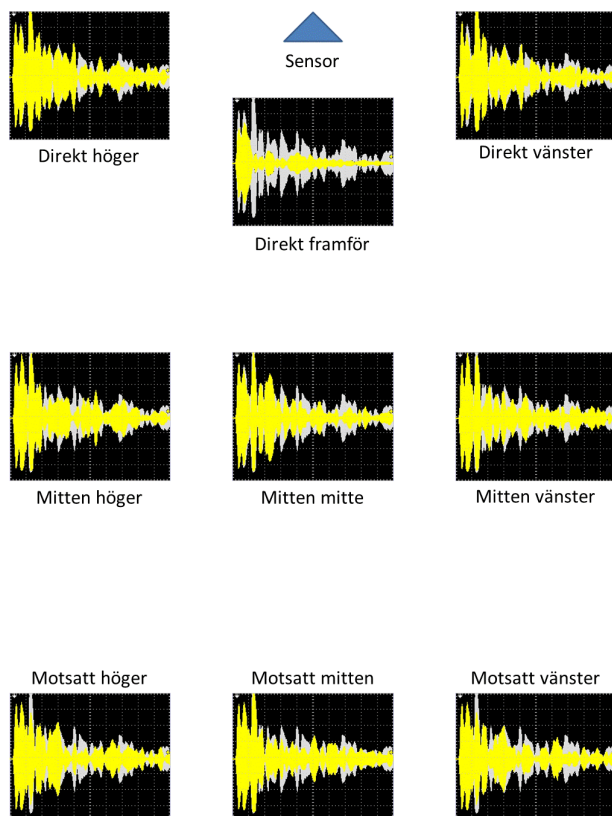 Sensor
Direkt höger
Direkt vänster
Direkt framför
Mitten höger
Mitten mitte
Mitten vänster
Motsatt höger
Motsatt mitten
Motsatt vänster